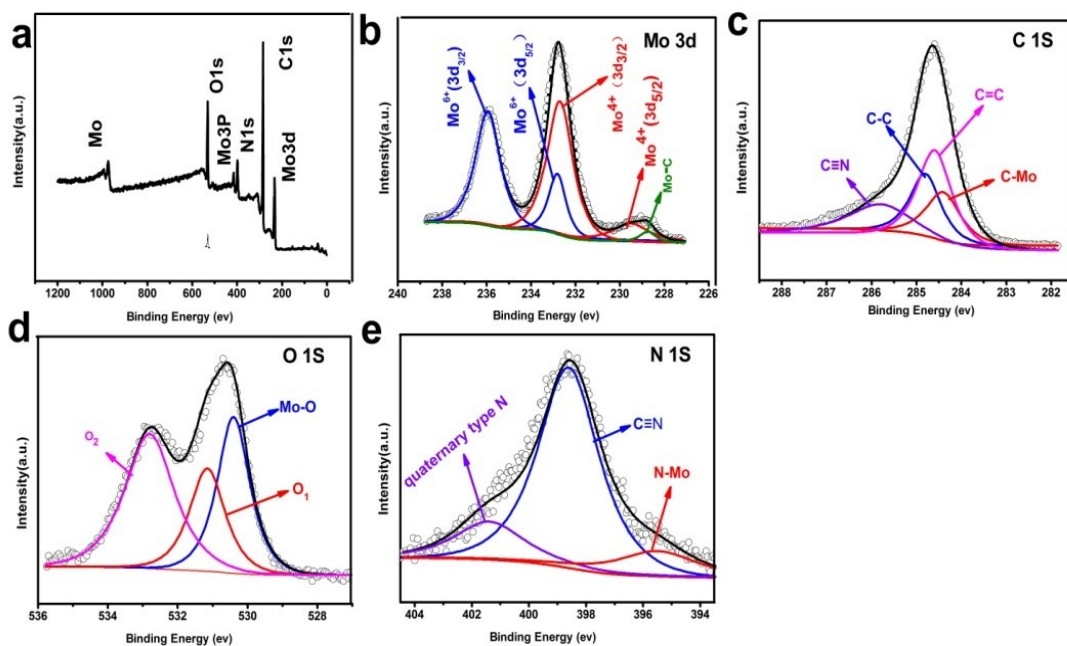 a
Mo
O1s
Mo3P
N1s
C1s
Mo3d
Intensity(a.u.)
1200 1000 800 600 400 200 0
Binding Energy (ev)
b
Mo 3d
Mo6+(3d3/2)
Mo6+ (3d5/2)
Mo4+ (3d3/2)
Mo4+ (3d5/2)
Mo-C
Intensity(a.u.)
240 238 236 234 232 230 228 226
Binding Energy (ev)
c
C 1S
C=C
C-C
C≡N
C-Mo
Intensity(a.u.)
288 287 286 285 284 283 282
Binding Energy (ev)
d
O 1S
Mo-O
O2
O1
Intensity(a.u.)
536 534 532 530 528
Binding Energy (ev)
e
N 1S
quaternary type N
C≡N
N-Mo
Intensity(a.u.)
404 402 400 398 396 394
Binding Energy (ev)